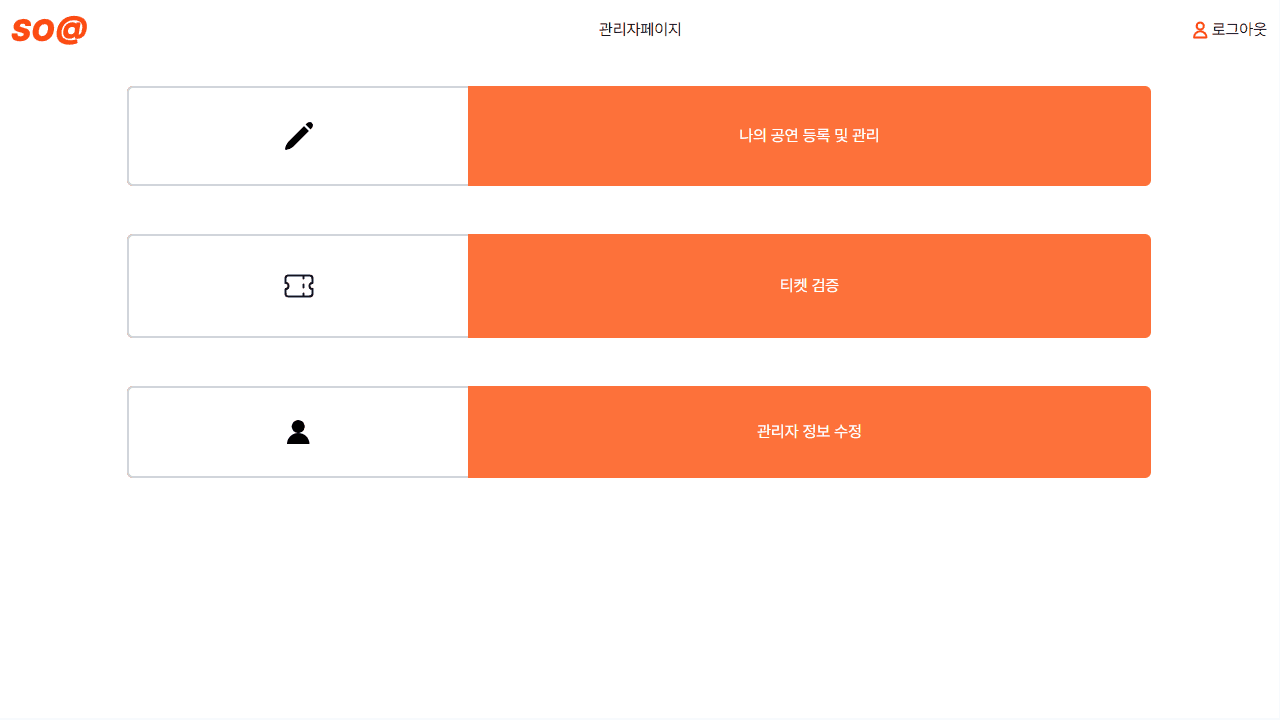 so@
관리자페이지
로그아웃
나의 공연 등록 및 관리
티켓 검증
관리자 정보 수정